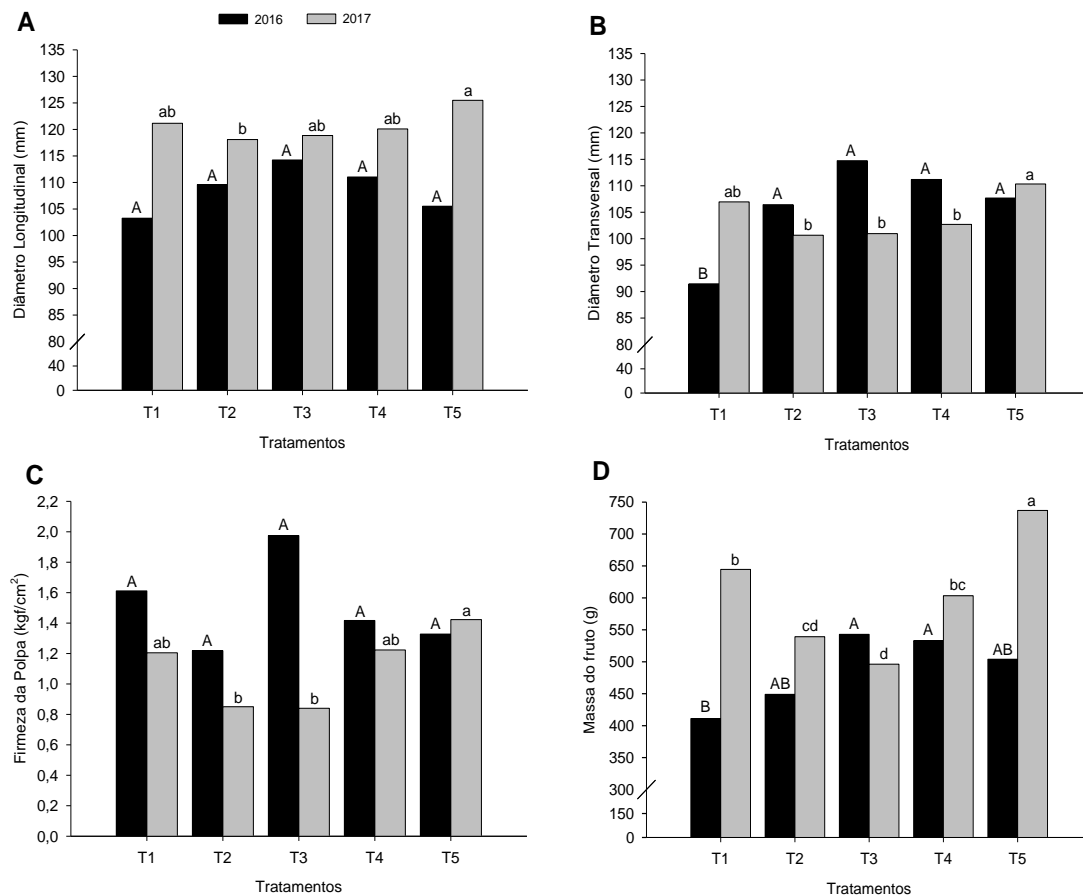 A
2016 2017
Diâmetro Longitudinal (mm)
135
130
125
120
115
110
105
100
95
90
85
80
40
0
A ab
A b
A ab
A ab
A a
T1 T2 T3 T4 T5
Tratamentos
B
Diâmetro Transversal (mm)
135
130
125
120
115
110
105
100
95
90
85
80
40
0
B ab
A b
A b
A b
A a
T1 T2 T3 T4 T5
Tratamentos
C
Firmeza da Polpa (kgf/cm²)
2,2
2,0
1,8
1,6
1,4
1,2
1,0
0,8
0,6
0,4
0,2
0,0
A ab
A b
A b
A ab
A a
T1 T2 T3 T4 T5
Tratamentos
D
Massa do fruto (g)
750
700
650
600
550
500
450
400
350
300
150
0
B b
AB cd
A d
A bc
AB a
T1 T2 T3 T4 T5
Tratamentos